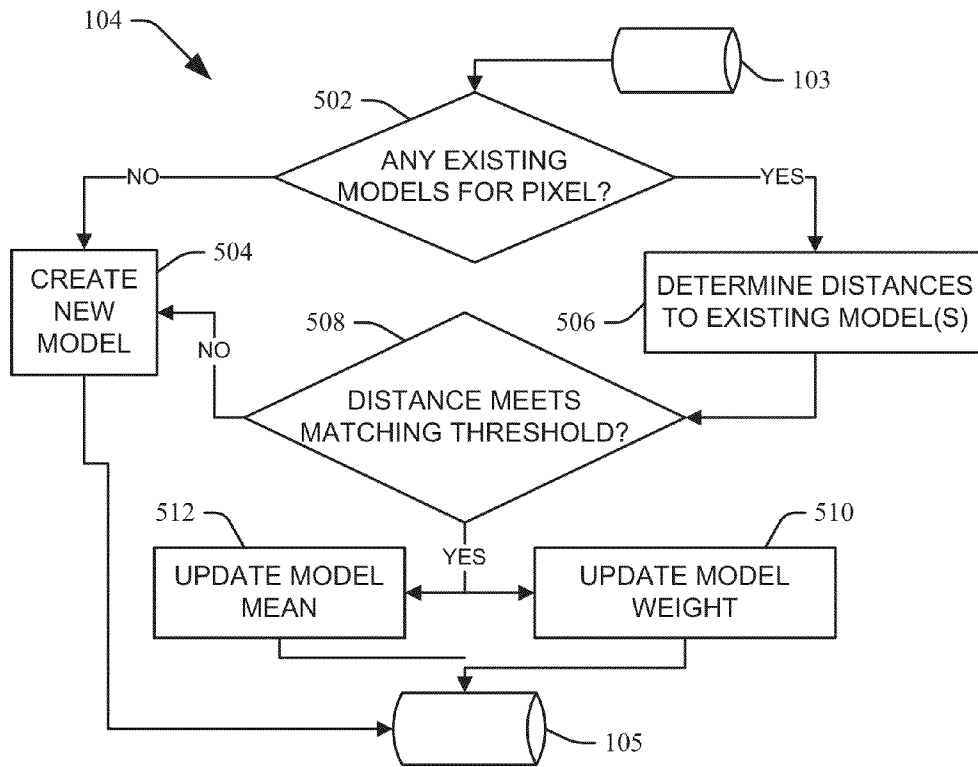 104
103
502
ANY EXISTING
MODELS FOR PIXEL?
NO
YES
504
CREATE
NEW
MODEL
506
DETERMINE DISTANCES
TO EXISTING MODEL(S)
508
NO
DISTANCE MEETS
MATCHING THRESHOLD?
YES
512
UPDATE MODEL
MEAN
510
UPDATE MODEL
WEIGHT
105